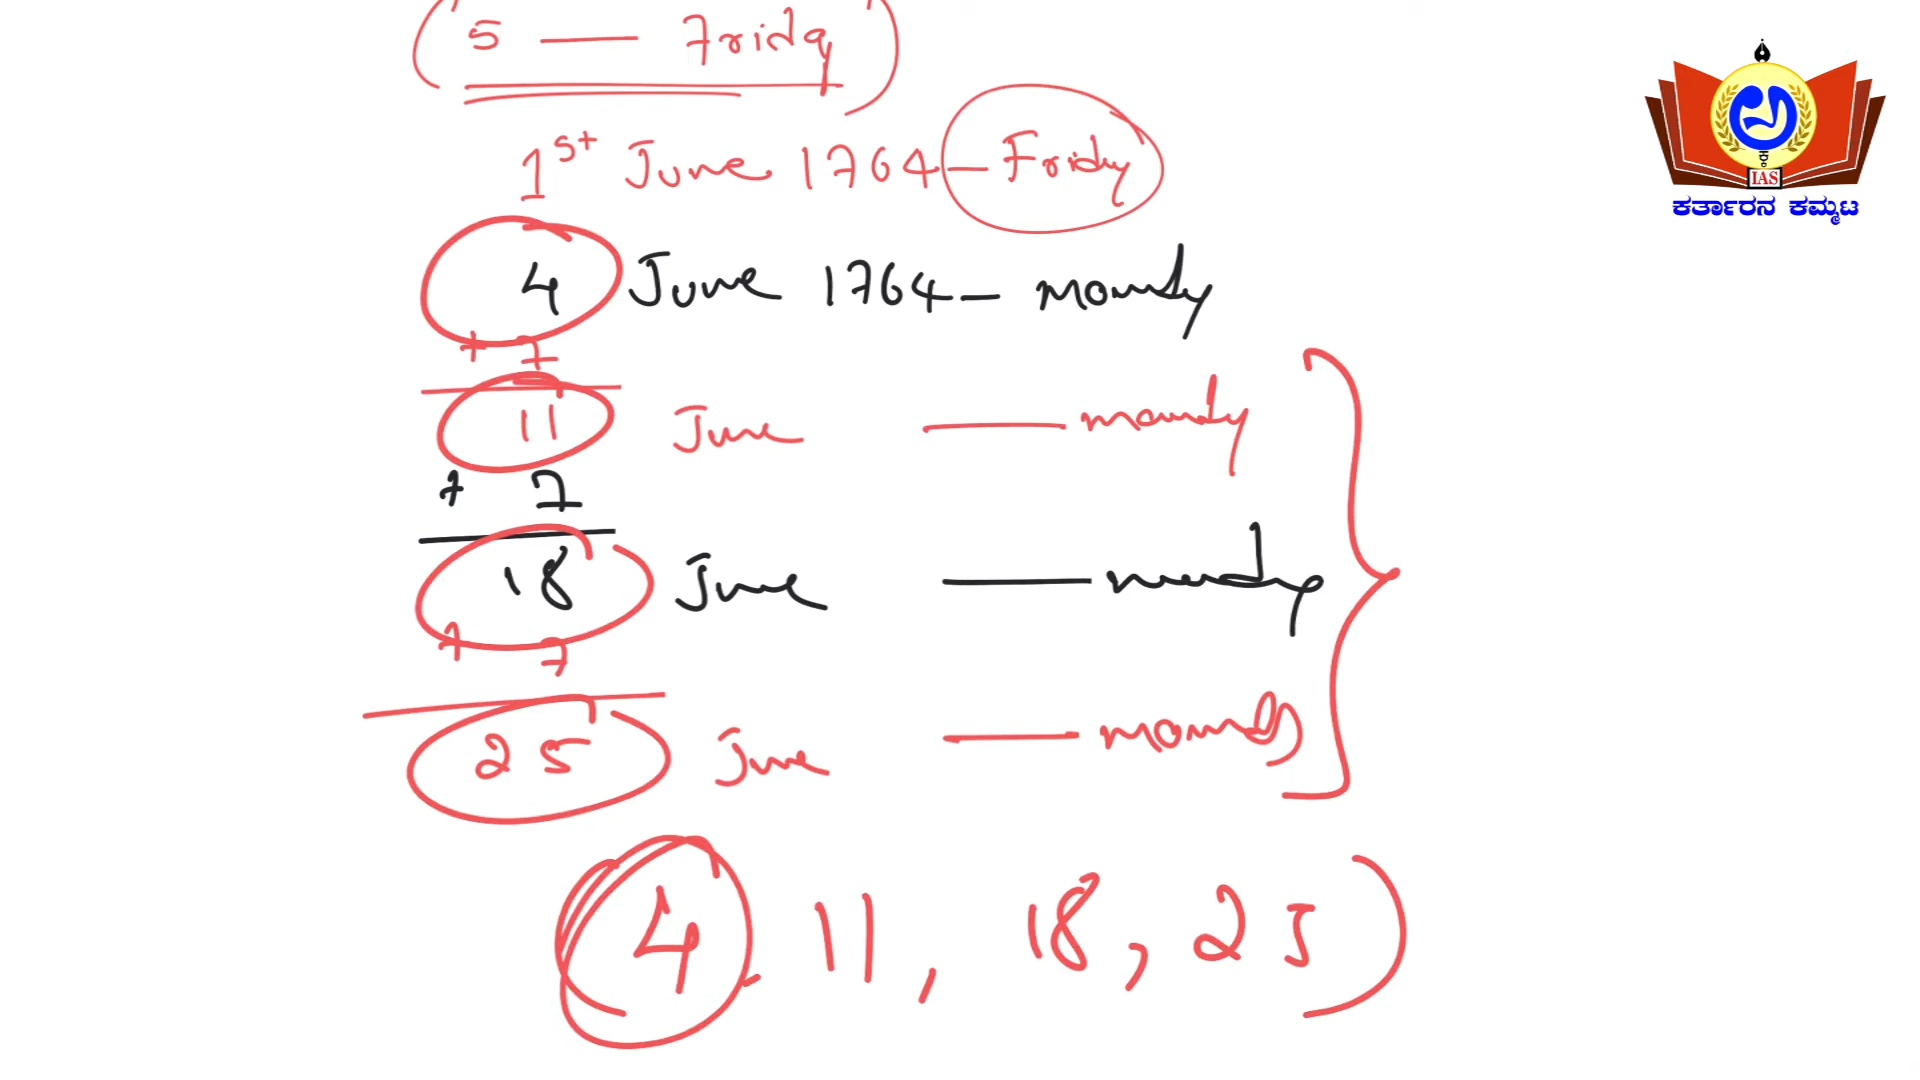 (5 — Friday)
1st June 1764 - Friday
4 June 1764 - monday
+ 7
11 June — monday
+ 7
18 June — monday
+ 7
25 June — monday
4, 11, 18, 25)
IAS
ಕರ್ತಾರನ ಕಮ್ಮಟ